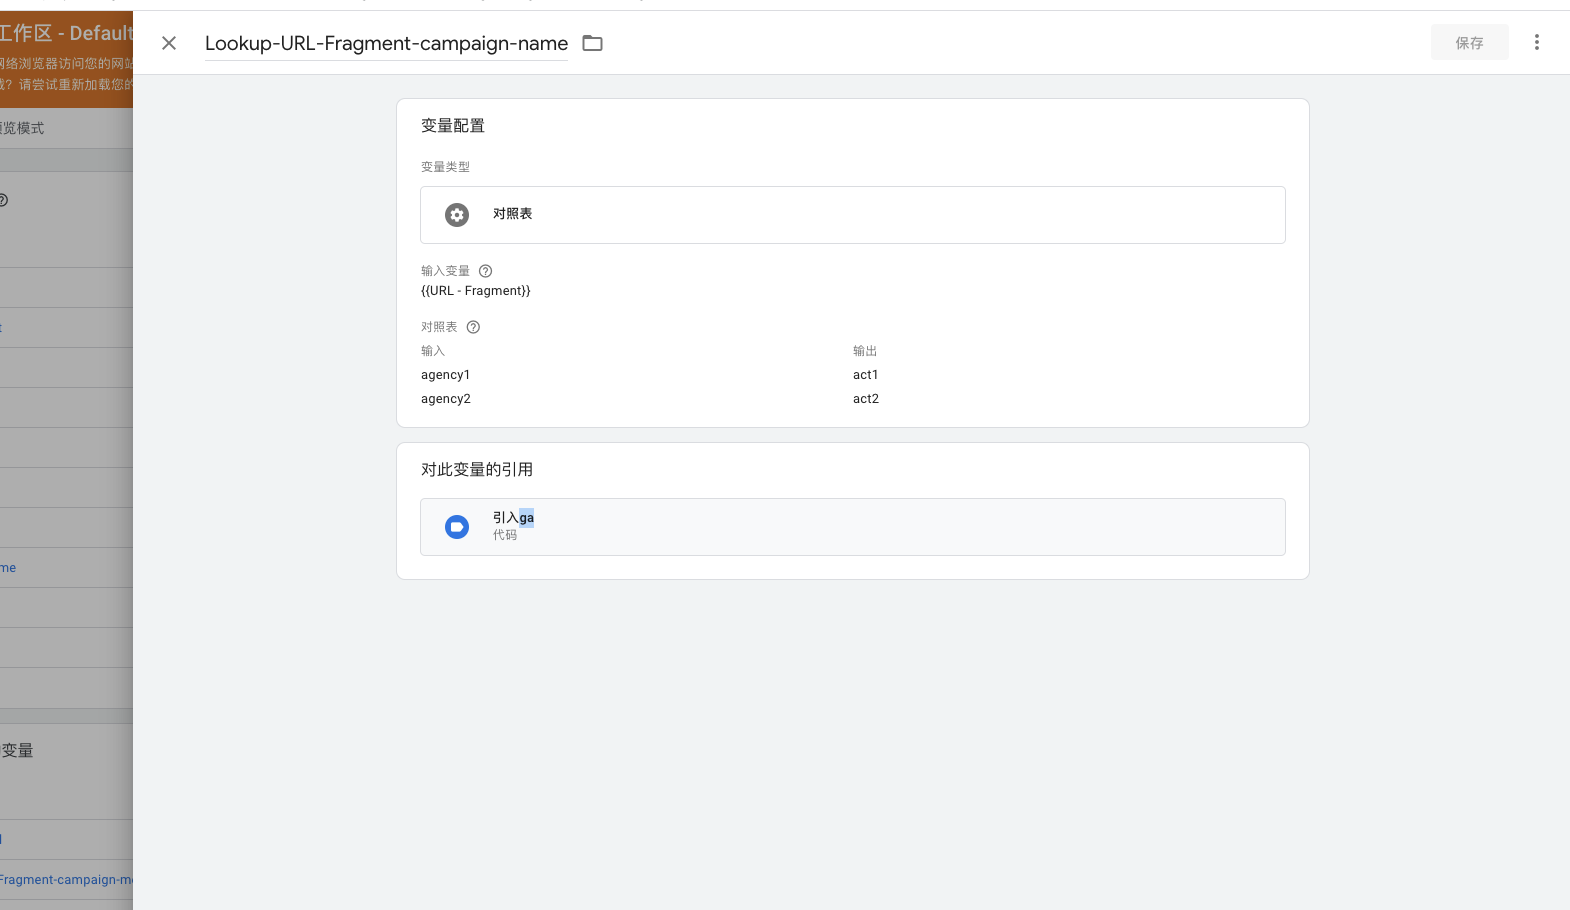 工作区 - Default
Lookup-URL-Fragment-campaign-name
保存
网络浏览器访问您的网站
载？请尝试重新加载您的
预览模式
变量配置
变量类型
对照表
输入变量
{{URL - Fragment}}
对照表
输入 输出
agency1 act1
agency2 act2
对此变量的引用
引入ga
代码
me
变量
Fragment-campaign-me